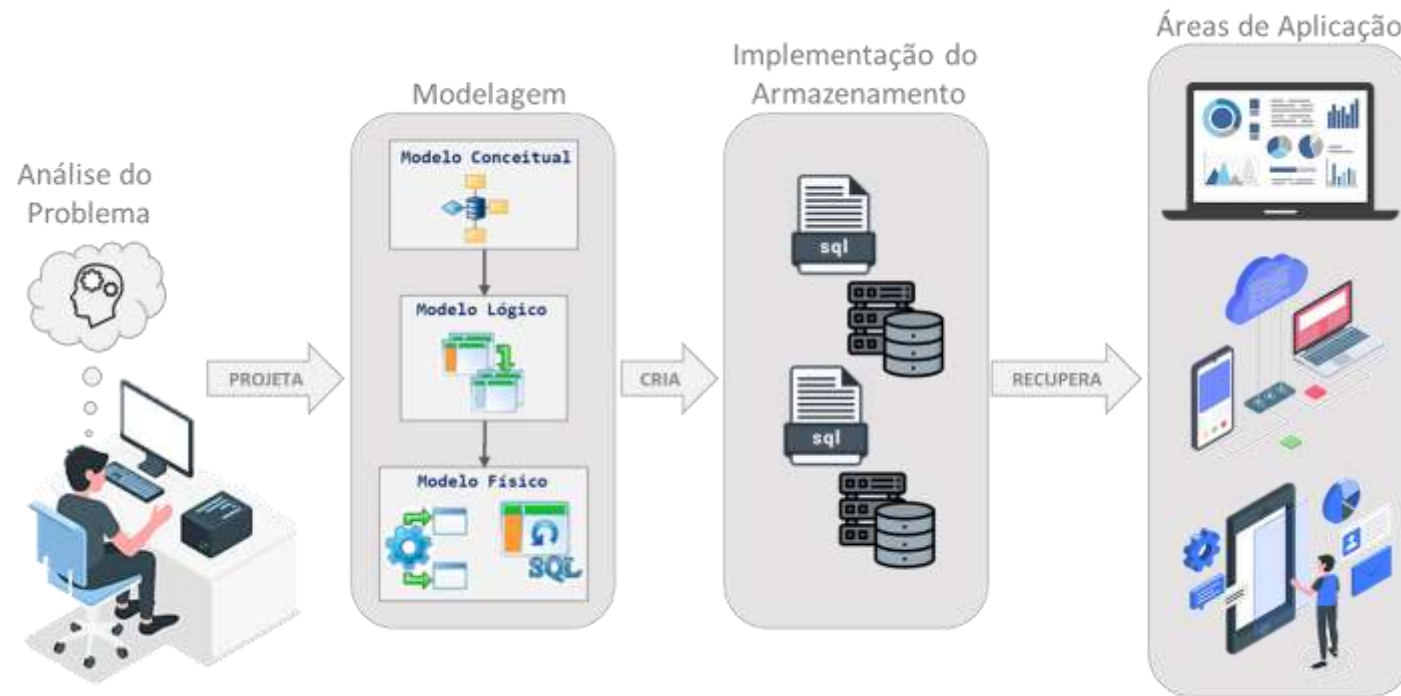 Análise do
Problema
PROJETA
Modelagem
Modelo Conceitual
Modelo Lógico
Modelo Físico
SQL
CRIA
Implementação do
Armazenamento
sql
sql
RECUPERA
Áreas de Aplicação